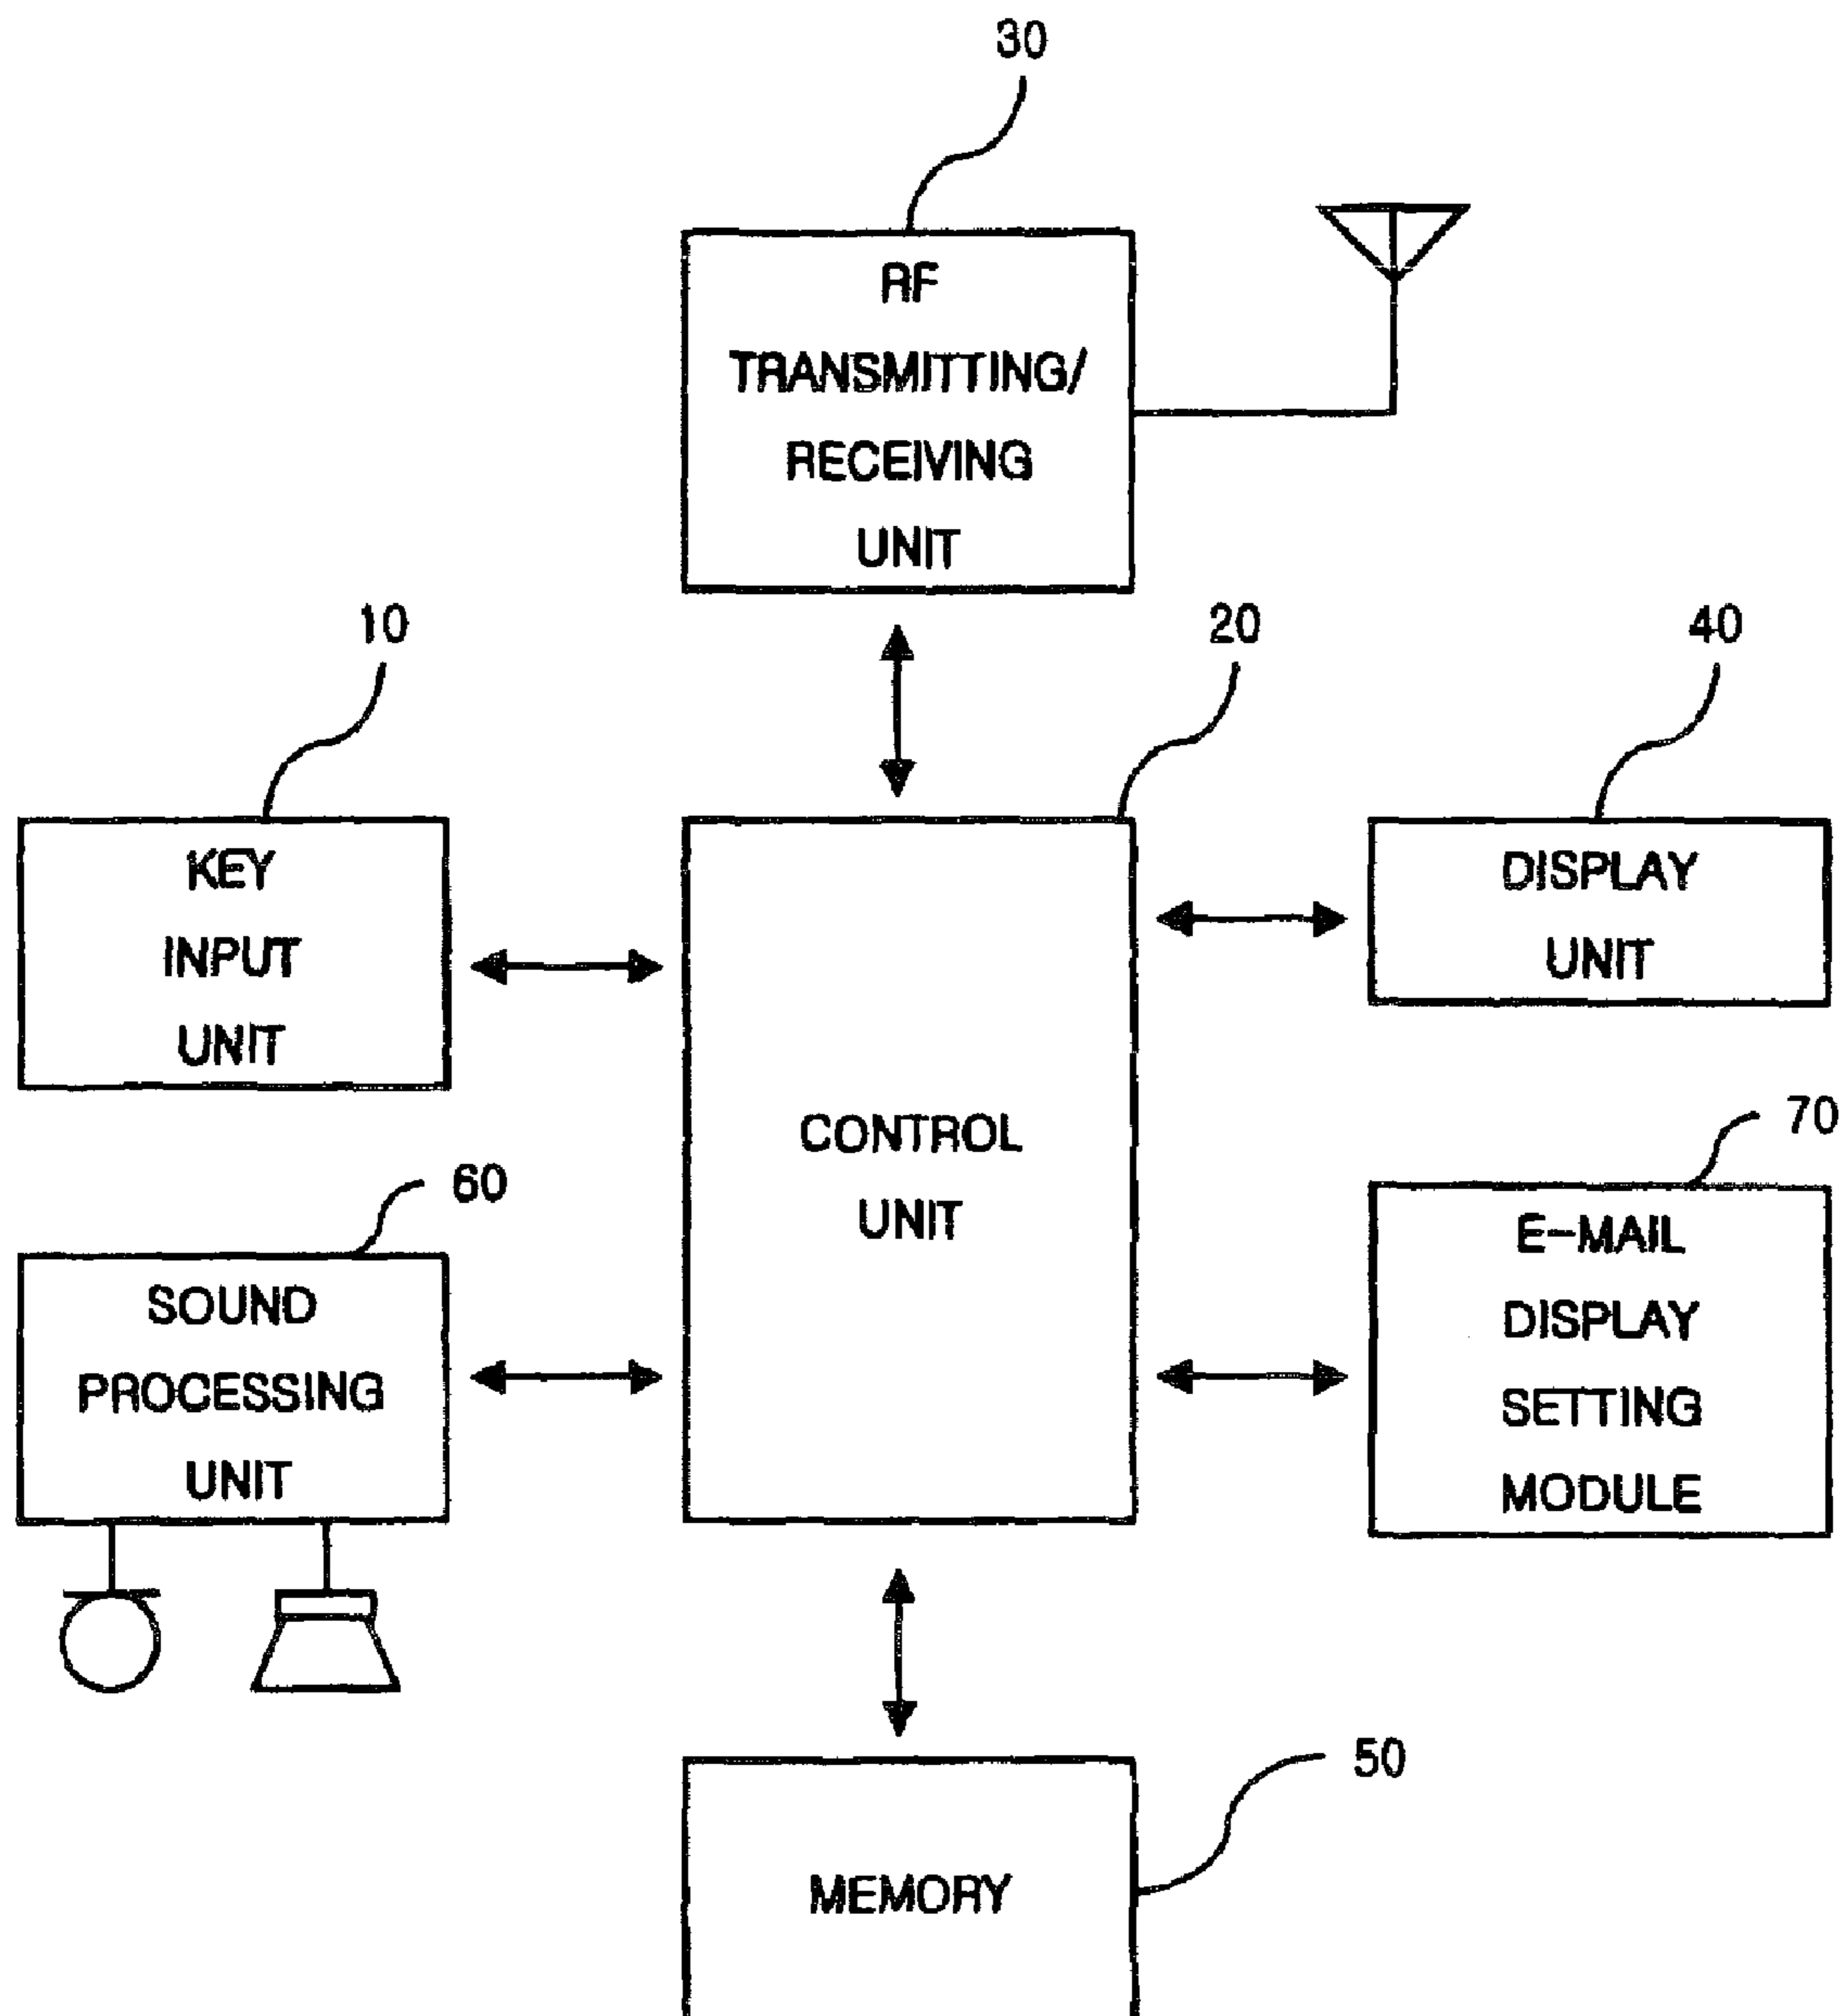 30
RF
TRANSMITTING/
RECEIVING
UNIT
10
20
40
KEY
INPUT
UNIT
DISPLAY
UNIT
CONTROL
UNIT
70
60
E-MAIL
DISPLAY
SETTING
MODULE
SOUND
PROCESSING
UNIT
50
MEMORY